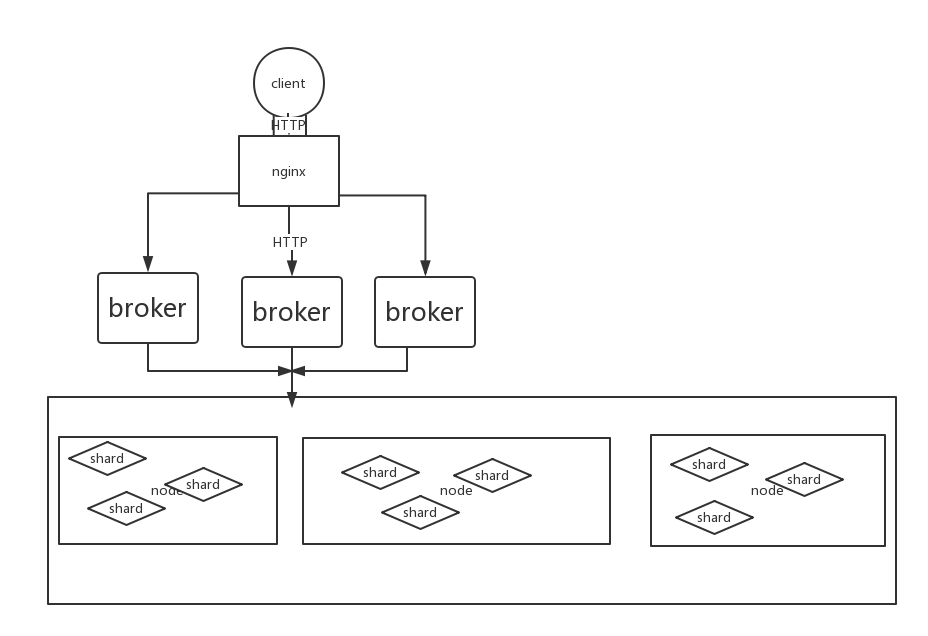 client
HTTP
nginx
HTTP
broker
broker
broker
shard
shard
node
shard
shard
shard
node
shard
shard
shard
node
shard